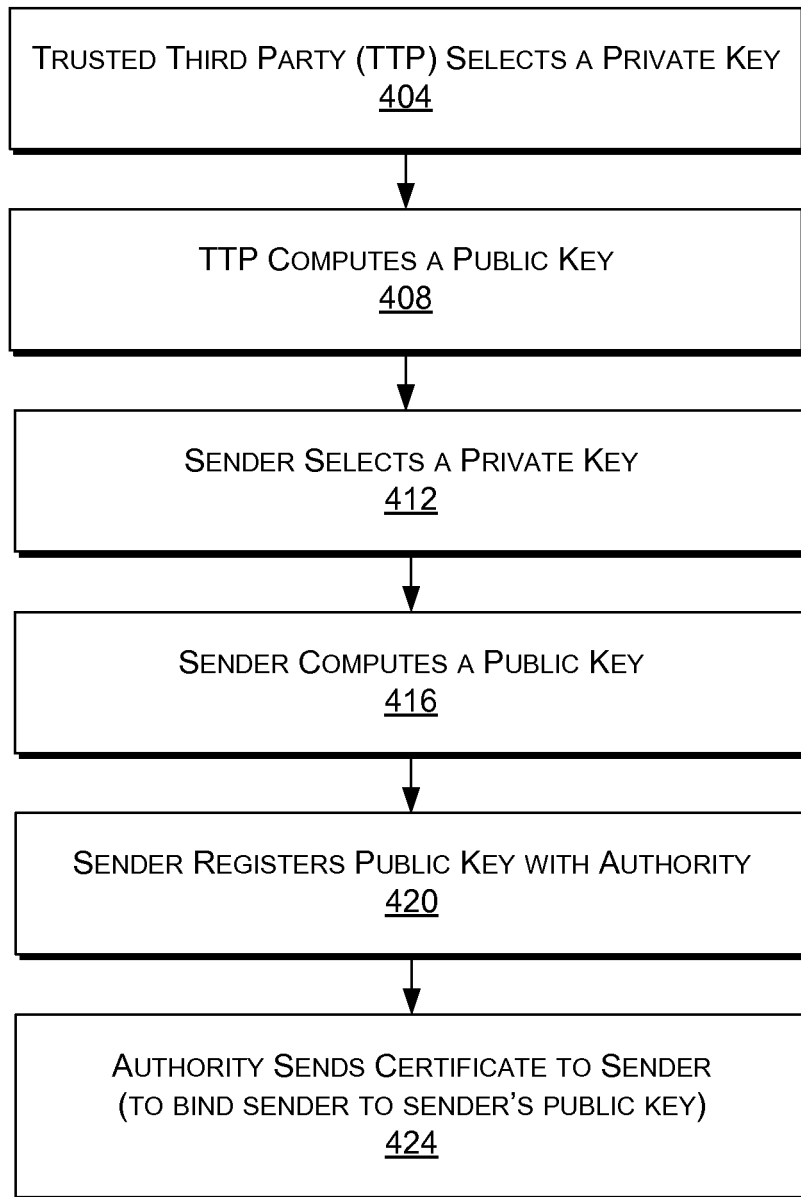 TRUSTED THIRD PARTY (TTP) SELECTS A PRIVATE KEY
404
TTP COMPUTES A PUBLIC KEY
408
SENDER SELECTS A PRIVATE KEY
412
SENDER COMPUTES A PUBLIC KEY
416
SENDER REGISTERS PUBLIC KEY WITH AUTHORITY
420
AUTHORITY SENDS CERTIFICATE TO SENDER
(TO BIND SENDER TO SENDER'S PUBLIC KEY)
424